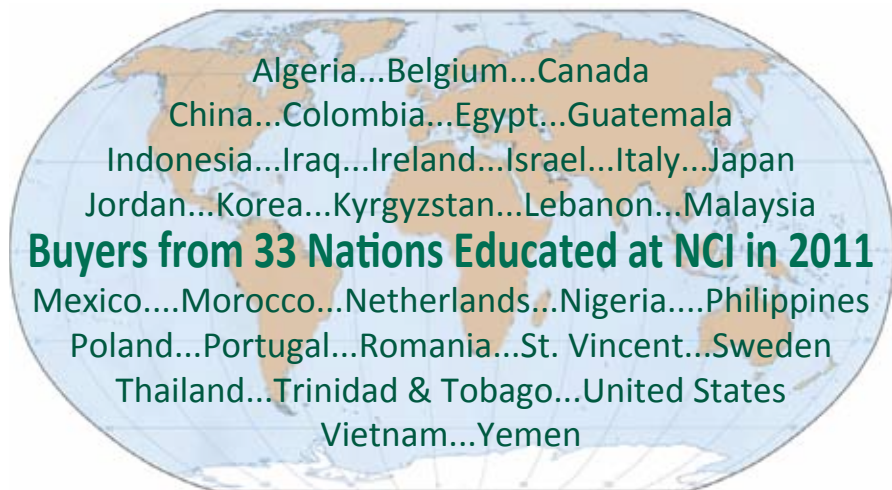 Algeria...Belgium...Canada
China...Colombia...Egypt...Guatemala
Indonesia...Iraq...Ireland...Israel...Italy...Japan
Jordan...Korea...Kyrgyzstan...Lebanon...Malaysia
Buyers from 33 Nations Educated at NCI in 2011
Mexico....Morocco...Netherlands...Nigeria....Philippines
Poland...Portugal...Romania...St. Vincent...Sweden
Thailand...Trinidad & Tobago...United States
Vietnam...Yemen